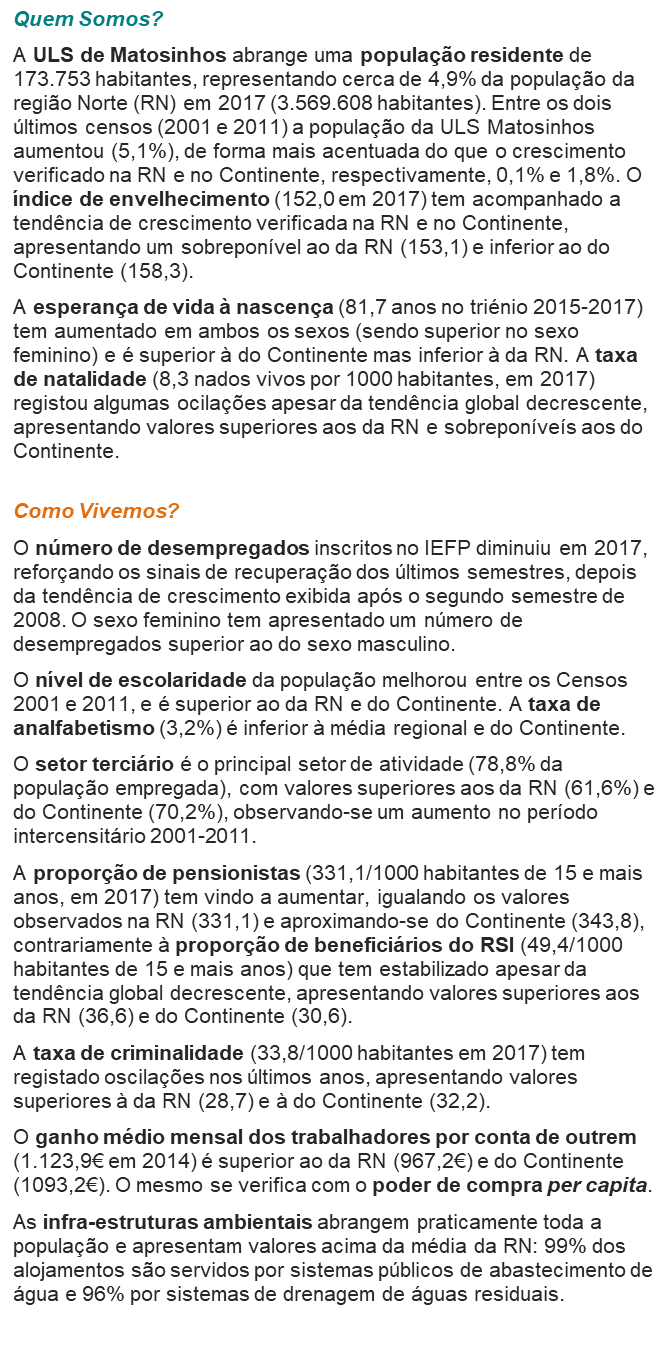 Quem Somos?
A ULS de Matosinhos abrange uma população residente de
173.753 habitantes, representando cerca de 4,9% da população da
região Norte (RN) em 2017 (3.569.608 habitantes). Entre os dois
últimos censos (2001 e 2011) a população da ULS Matosinhos
aumentou (5,1%), de forma mais acentuada do que o crescimento
verificado na RN e no Continente, respectivamente, 0,1% e 1,8%. O
índice de envelhecimento (152,0 em 2017) tem acompanhado a
tendência de crescimento verificada na RN e no Continente,
apresentando um sobreponível ao da RN (153,1) e inferior ao do
Continente (158,3).
A esperança de vida à nascença (81,7 anos no triénio 2015-2017)
tem aumentado em ambos os sexos (sendo superior no sexo
feminino) e é superior à do Continente mas inferior à da RN. A taxa
de natalidade (8,3 nados vivos por 1000 habitantes, em 2017)
registou algumas ocilações apesar da tendência global decrescente,
apresentando valores superiores aos da RN e sobreponíveís aos do
Continente.
Como Vivemos?
O número de desempregados inscritos no IEFP diminuiu em 2017,
reforçando os sinais de recuperação dos últimos semestres, depois
da tendência de crescimento exibida após o segundo semestre de
2008. O sexo feminino tem apresentado um número de
desempregados superior ao do sexo masculino.
O nível de escolaridade da população melhorou entre os Censos
2001 e 2011, e é superior ao da RN e do Continente. A taxa de
analfabetismo (3,2%) é inferior à média regional e do Continente.
O setor terciário é o principal setor de atividade (78,8% da
população empregada), com valores superiores aos da RN (61,6%) e
do Continente (70,2%), observando-se um aumento no período
intercensitário 2001-2011.
A proporção de pensionistas (331,1/1000 habitantes de 15 e mais
anos, em 2017) tem vindo a aumentar, igualando os valores
observados na RN (331,1) e aproximando-se do Continente (343,8),
contrariamente à proporção de beneficiários do RSI (49,4/1000
habitantes de 15 e mais anos) que tem estabilizado apesar da
tendência global decrescente, apresentando valores superiores aos
da RN (36,6) e do Continente (30,6).
A taxa de criminalidade (33,8/1000 habitantes em 2017) tem
registado oscilações nos últimos anos, apresentando valores
superiores à da RN (28,7) e à do Continente (32,2).
O ganho médio mensal dos trabalhadores por conta de outrem
(1.123,9€ em 2014) é superior ao da RN (967,2€) e do Continente
(1093,2€). O mesmo se verifica com o poder de compra per capita.
As infra-estruturas ambientais abrangem praticamente toda a
população e apresentam valores acima da média da RN: 99% dos
alojamentos são servidos por sistemas públicos de abastecimento de
água e 96% por sistemas de drenagem de águas residuais.